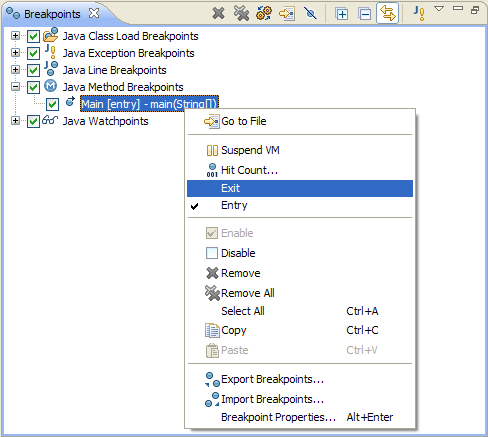 Breakpoints
Java Class Load Breakpoints
Java Exception Breakpoints
Java Line Breakpoints
Java Method Breakpoints
Main [entry] - main(String[])
Java Watchpoints
Go to File
Suspend VM
Hit Count...
Exit
Entry
Enable
Disable
Remove
Remove All
Select All Ctrl+A
Copy Ctrl+C
Paste Ctrl+V
Export Breakpoints...
Import Breakpoints...
Breakpoint Properties... Alt+Enter